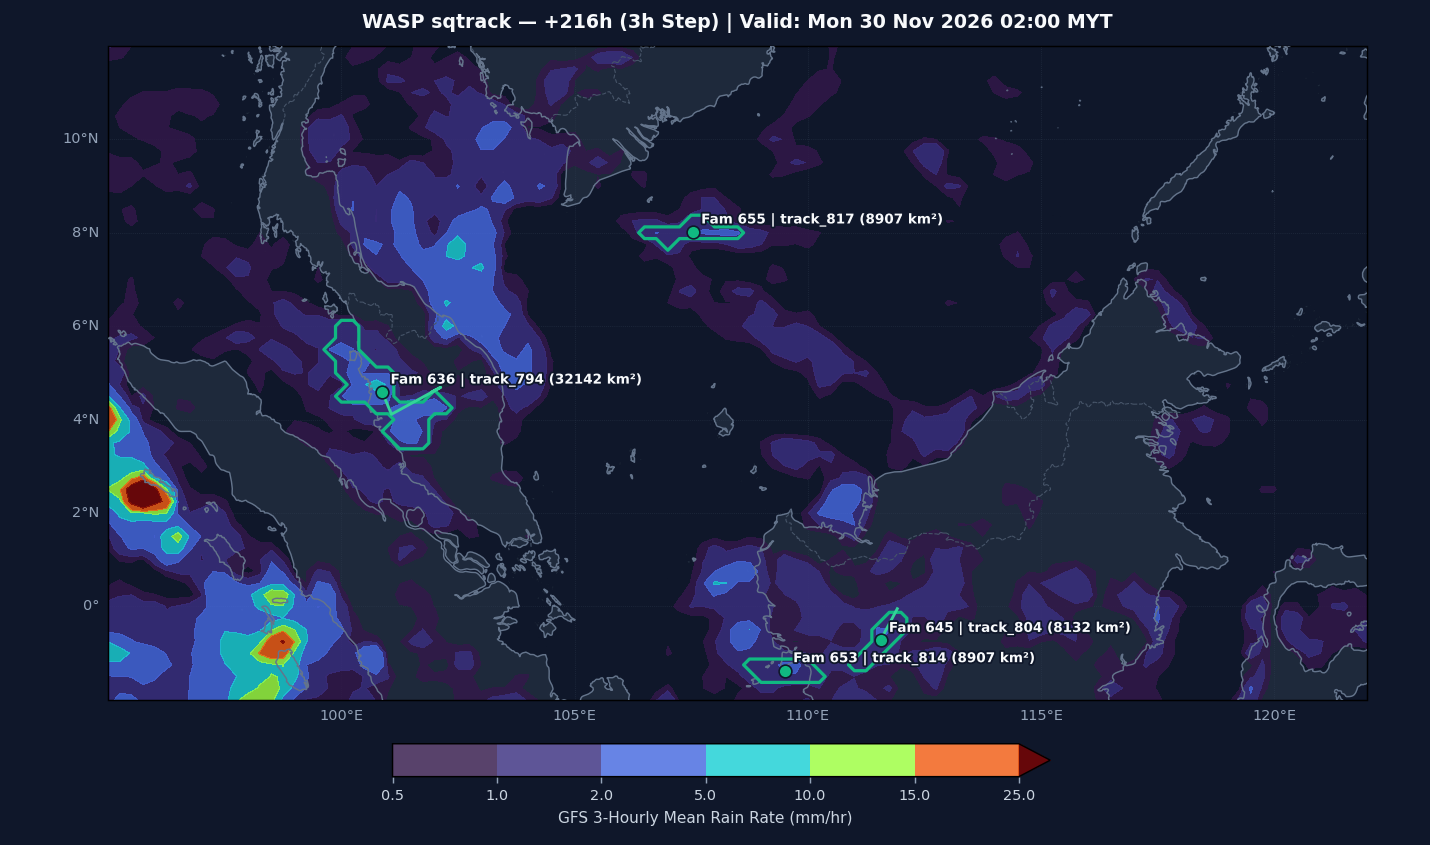 WASP sqtrack — +216h (3h Step) | Valid: Mon 30 Nov 2026 02:00 MYT
10°N
8°N
6°N
4°N
2°N
0°
Fam 655 | track_817 (8907 km²)
Fam 636 | track_794 (32142 km²)
Fam 645 | track_804 (8132 km²)
Fam 653 | track_814 (8907 km²)
100°E 105°E 110°E 115°E 120°E
0.5 1.0 2.0 5.0 10.0 15.0 25.0
GFS 3-Hourly Mean Rain Rate (mm/hr)